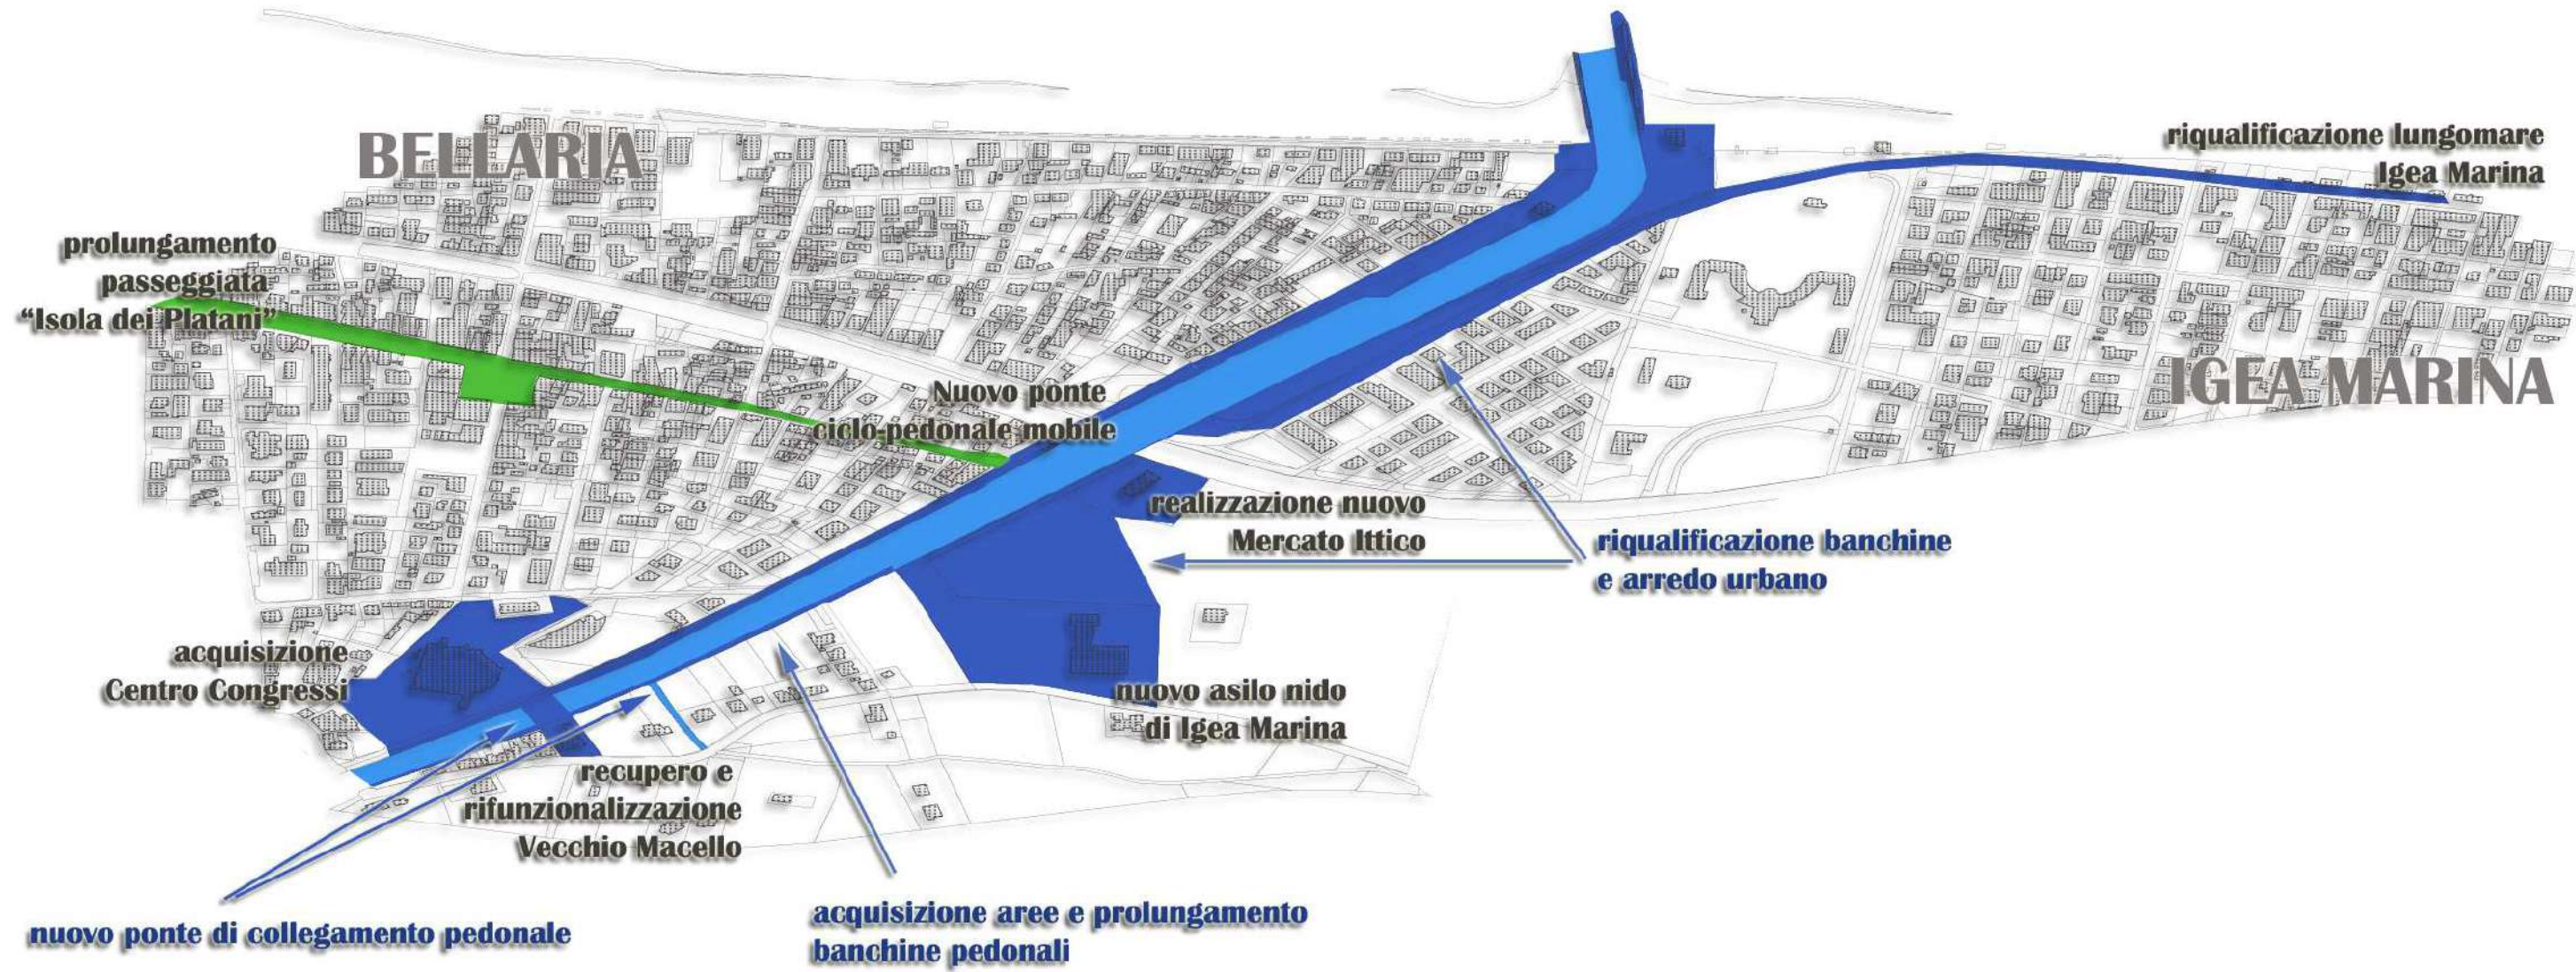 BELLARIA
riqualificazione lungomare
Igea Marina
prolungamento
passeggiata
“Isola dei Platani”
IGEA MARINA
Nuovo ponte
ciclo-pedonale mobile
realizzazione nuovo
Mercato Ittico
riqualificazione banchine
e arredo urbano
acquisizione
Centro Congressi
nuovo asilo nido
di Igea Marina
recupero e
rifunzionalizzazione
Vecchio Macello
nuovo ponte di collegamento pedonale
acquisizione aree e prolungamento
banchine pedonali